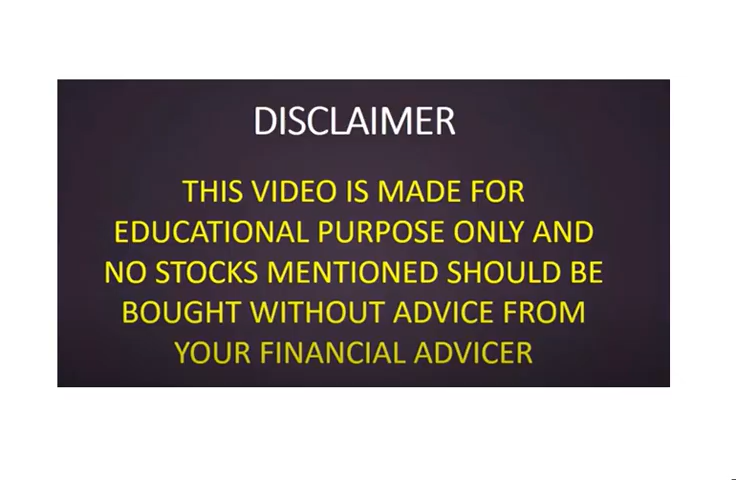 DISCLAIMER
THIS VIDEO IS MADE FOR
EDUCATIONAL PURPOSE ONLY AND
NO STOCKS MENTIONED SHOULD BE
BOUGHT WITHOUT ADVICE FROM
YOUR FINANCIAL ADVICER